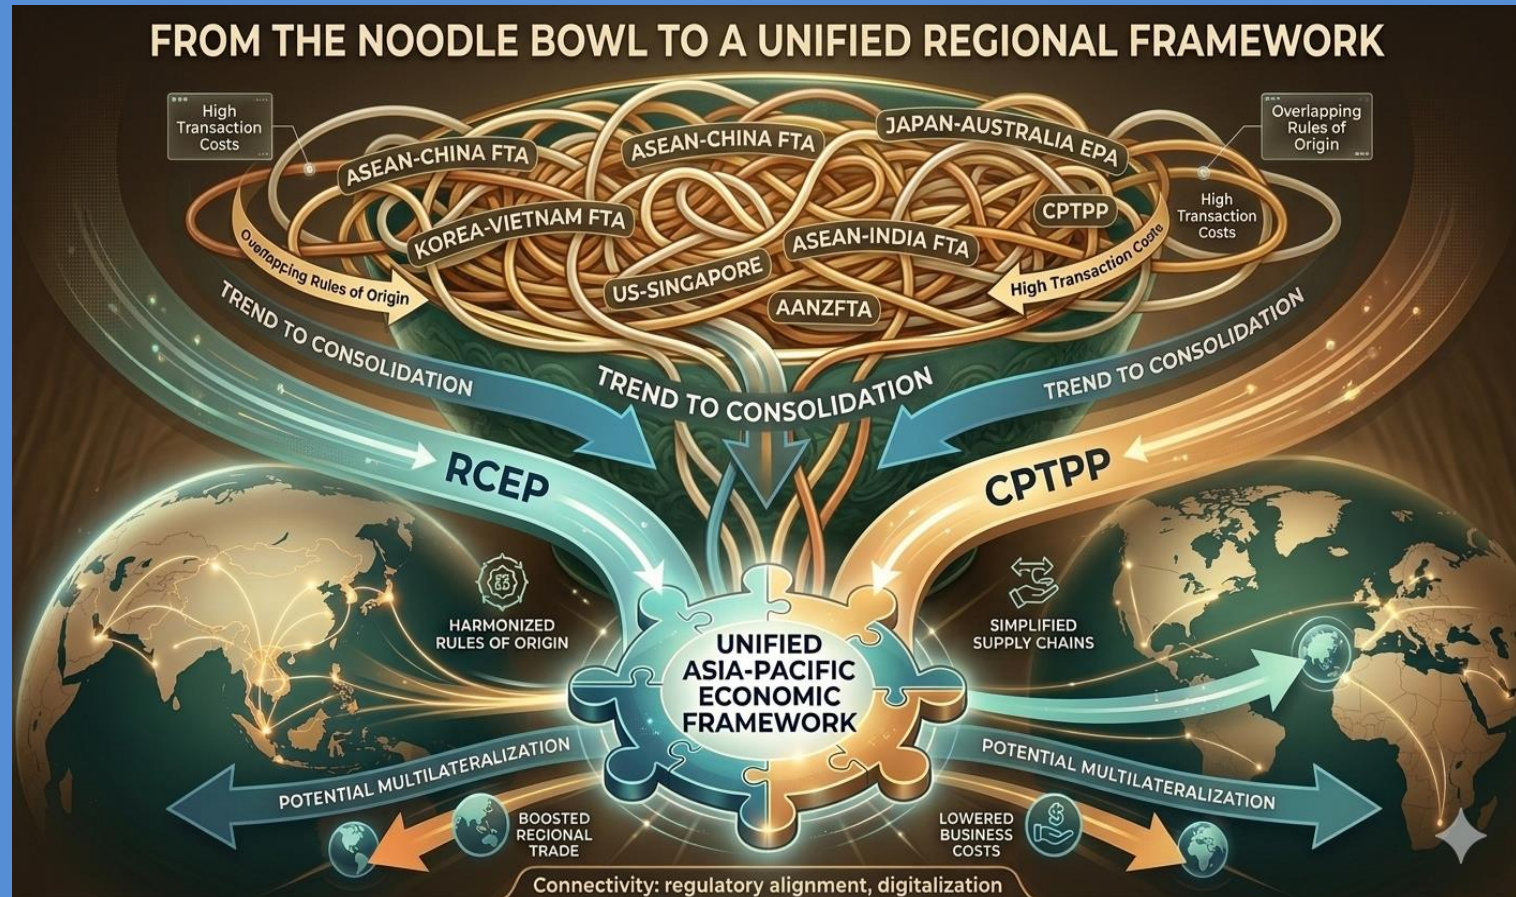 FROM THE NOODLE BOWL TO A UNIFIED REGIONAL FRAMEWORK
High
Transaction
Costs
Overlapping
Rules of
Origin
ASEAN-CHINA FTA
ASEAN-CHINA FTA
JAPAN-AUSTRALIA EPA
KOREA-VIETNAM FTA
ASEAN-INDIA FTA
CPTPP
High
Transaction
Costs
US-SINGAPORE
AANZFTA
Overlapping Rules of Origin
High Transaction Costs
TREND TO CONSOLIDATION
TREND TO CONSOLIDATION
TREND TO CONSOLIDATION
RCEP
CPTPP
HARMONIZED
RULES OF ORIGIN
SIMPLIFIED
SUPPLY CHAINS
UNIFIED
ASIA-PACIFIC
ECONOMIC
FRAMEWORK
POTENTIAL MULTILATERALIZATION
POTENTIAL MULTILATERALIZATION
BOOSTED
REGIONAL
TRADE
LOWERED
BUSINESS
COSTS
Connectivity: regulatory alignment, digitalization